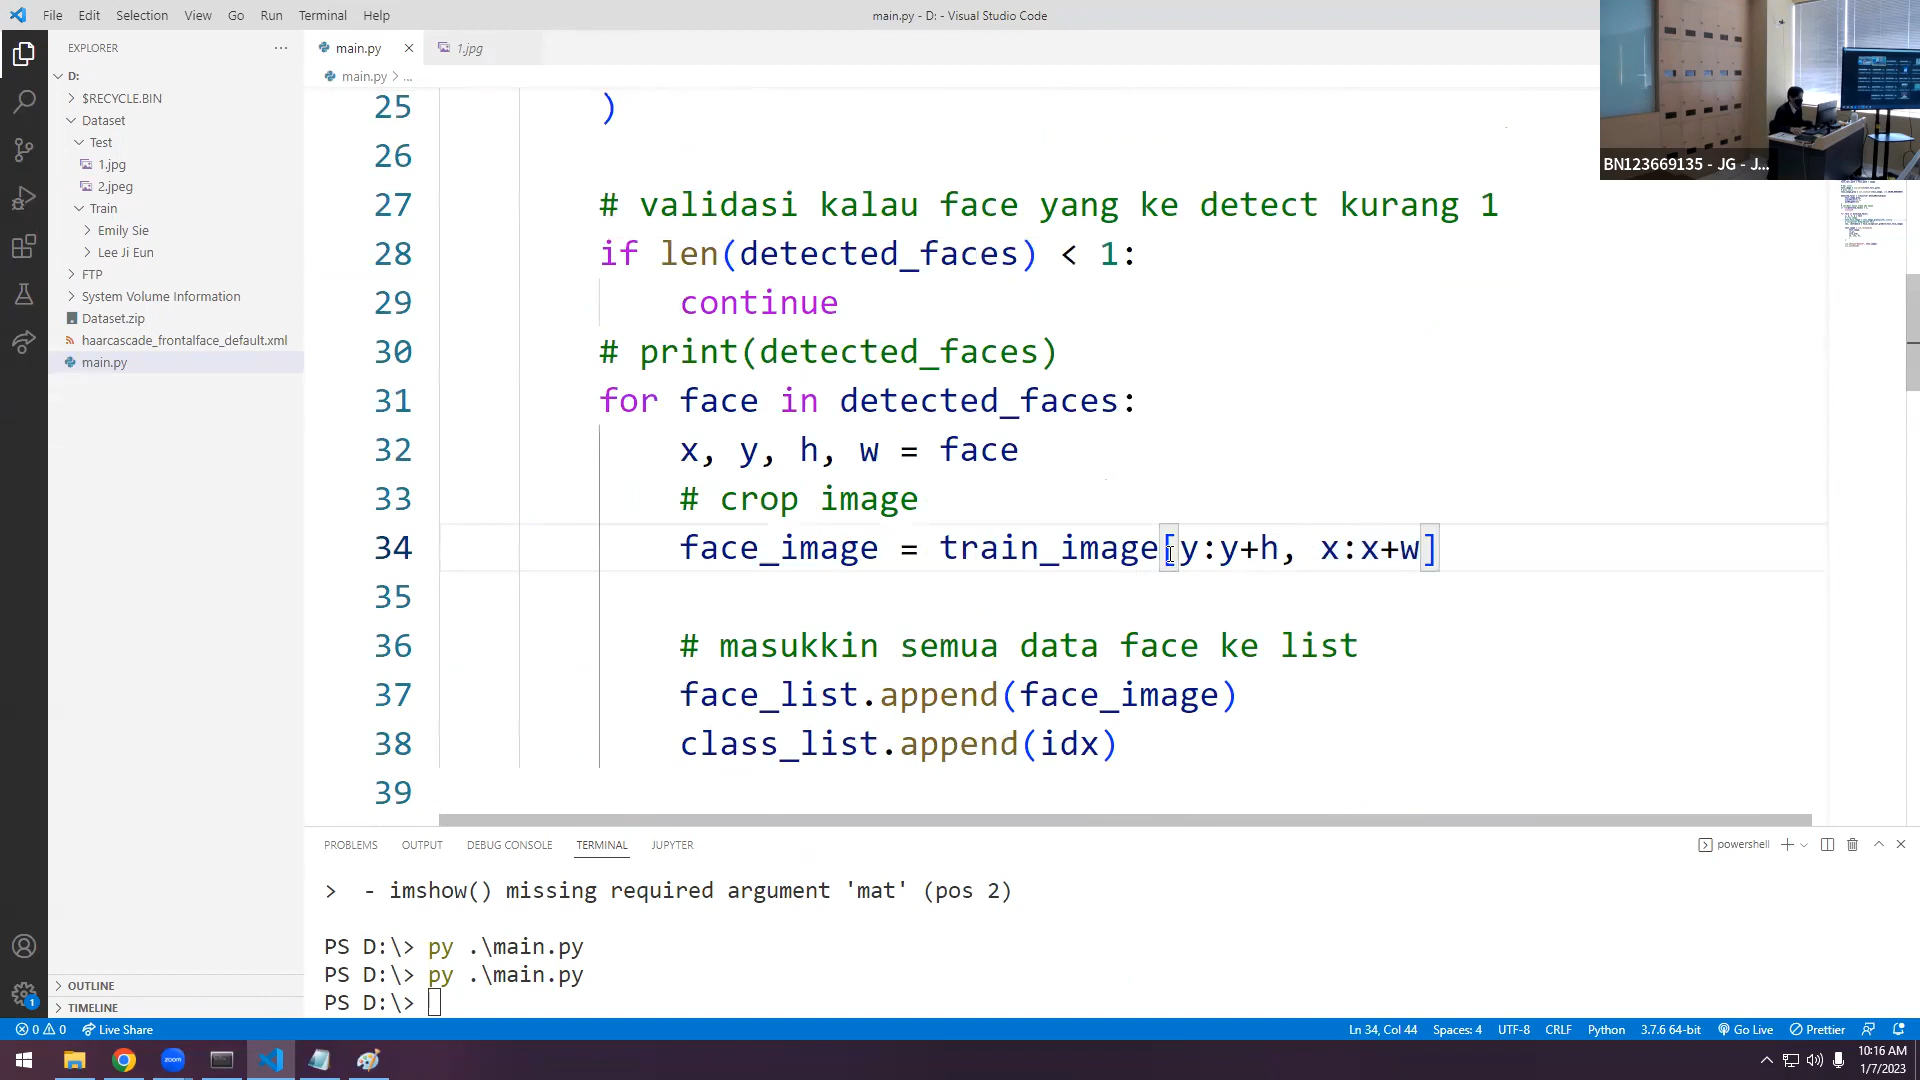 File Edit Selection View Go Run Terminal Help
main.py - D: - Visual Studio Code
EXPLORER
D:
$RECYCLE.BIN
Dataset
Test
1.jpg
2.jpeg
Train
Emily Sie
Lee Ji Eun
FTP
System Volume Information
Dataset.zip
haarcascade_frontalface_default.xml
main.py
OUTLINE
TIMELINE
main.py
1.jpg
main.py > ...
25 )
26
27 # validasi kalau face yang ke detect kurang 1
28 if len(detected_faces) < 1:
29 continue
30 # print(detected_faces)
31 for face in detected_faces:
32 x, y, h, w = face
33 # crop image
34 face_image = train_image[y:y+h, x:x+w]
35
36 # masukkin semua data face ke list
37 face_list.append(face_image)
38 class_list.append(idx)
39
BN123669135 - JG - J...
PROBLEMS OUTPUT DEBUG CONSOLE TERMINAL JUPYTER
powershell
> - imshow() missing required argument 'mat' (pos 2)
PS D:\> py .\main.py
PS D:\> py .\main.py
PS D:\>
0 0 Live Share
Ln 34, Col 44 Spaces: 4 UTF-8 CRLF Python 3.7.6 64-bit Go Live Prettier
1
zoom
10:16 AM
1/7/2023